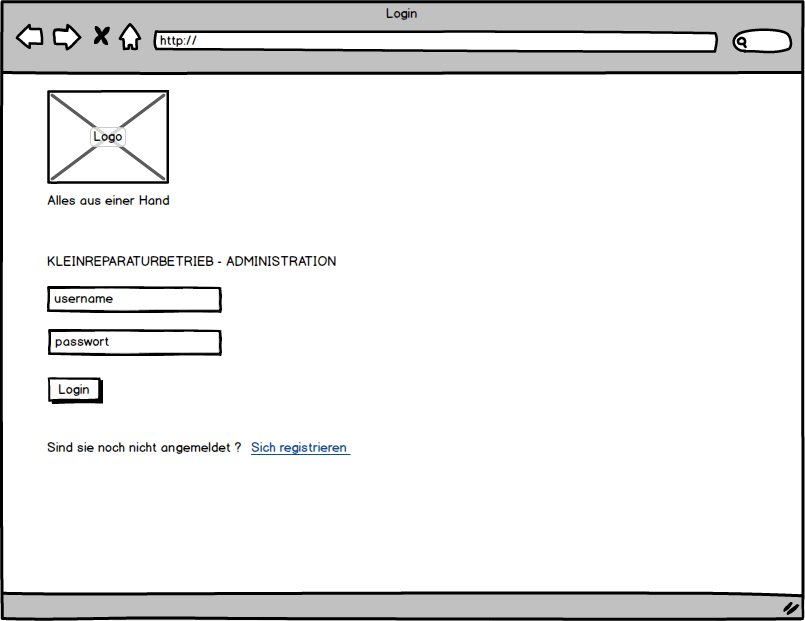 Login
http://
Logo
Alles aus einer Hand
KLEINREPARATURBETRIEB - ADMINISTRATION
username
passwort
Login
Sind sie noch nicht angemeldet ? Sich registrieren